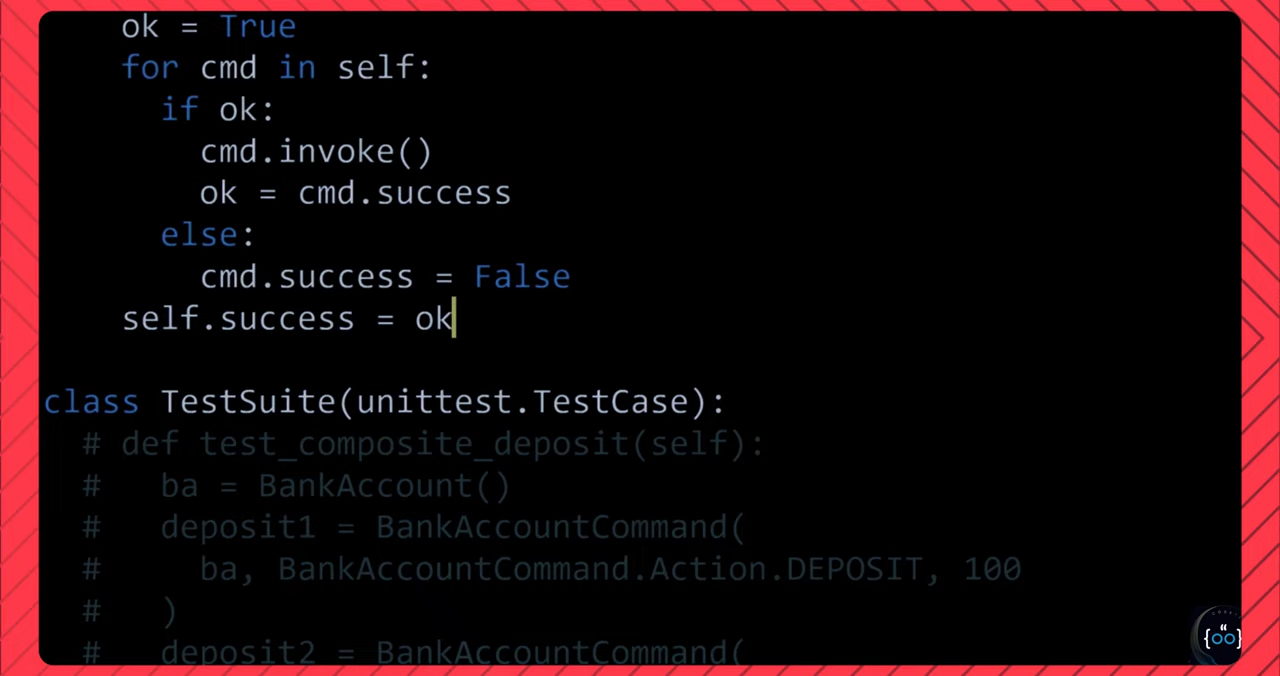 ok = True
for cmd in self:
if ok:
cmd.invoke()
ok = cmd.success
else:
cmd.success = False
self.success = ok
class TestSuite(unittest.TestCase):
# def test_composite_deposit(self):
#   ba = BankAccount()
#   deposit1 = BankAccountCommand(
#     ba, BankAccountCommand.Action.DEPOSIT, 100
#   )
#   deposit2 = BankAccountCommand(